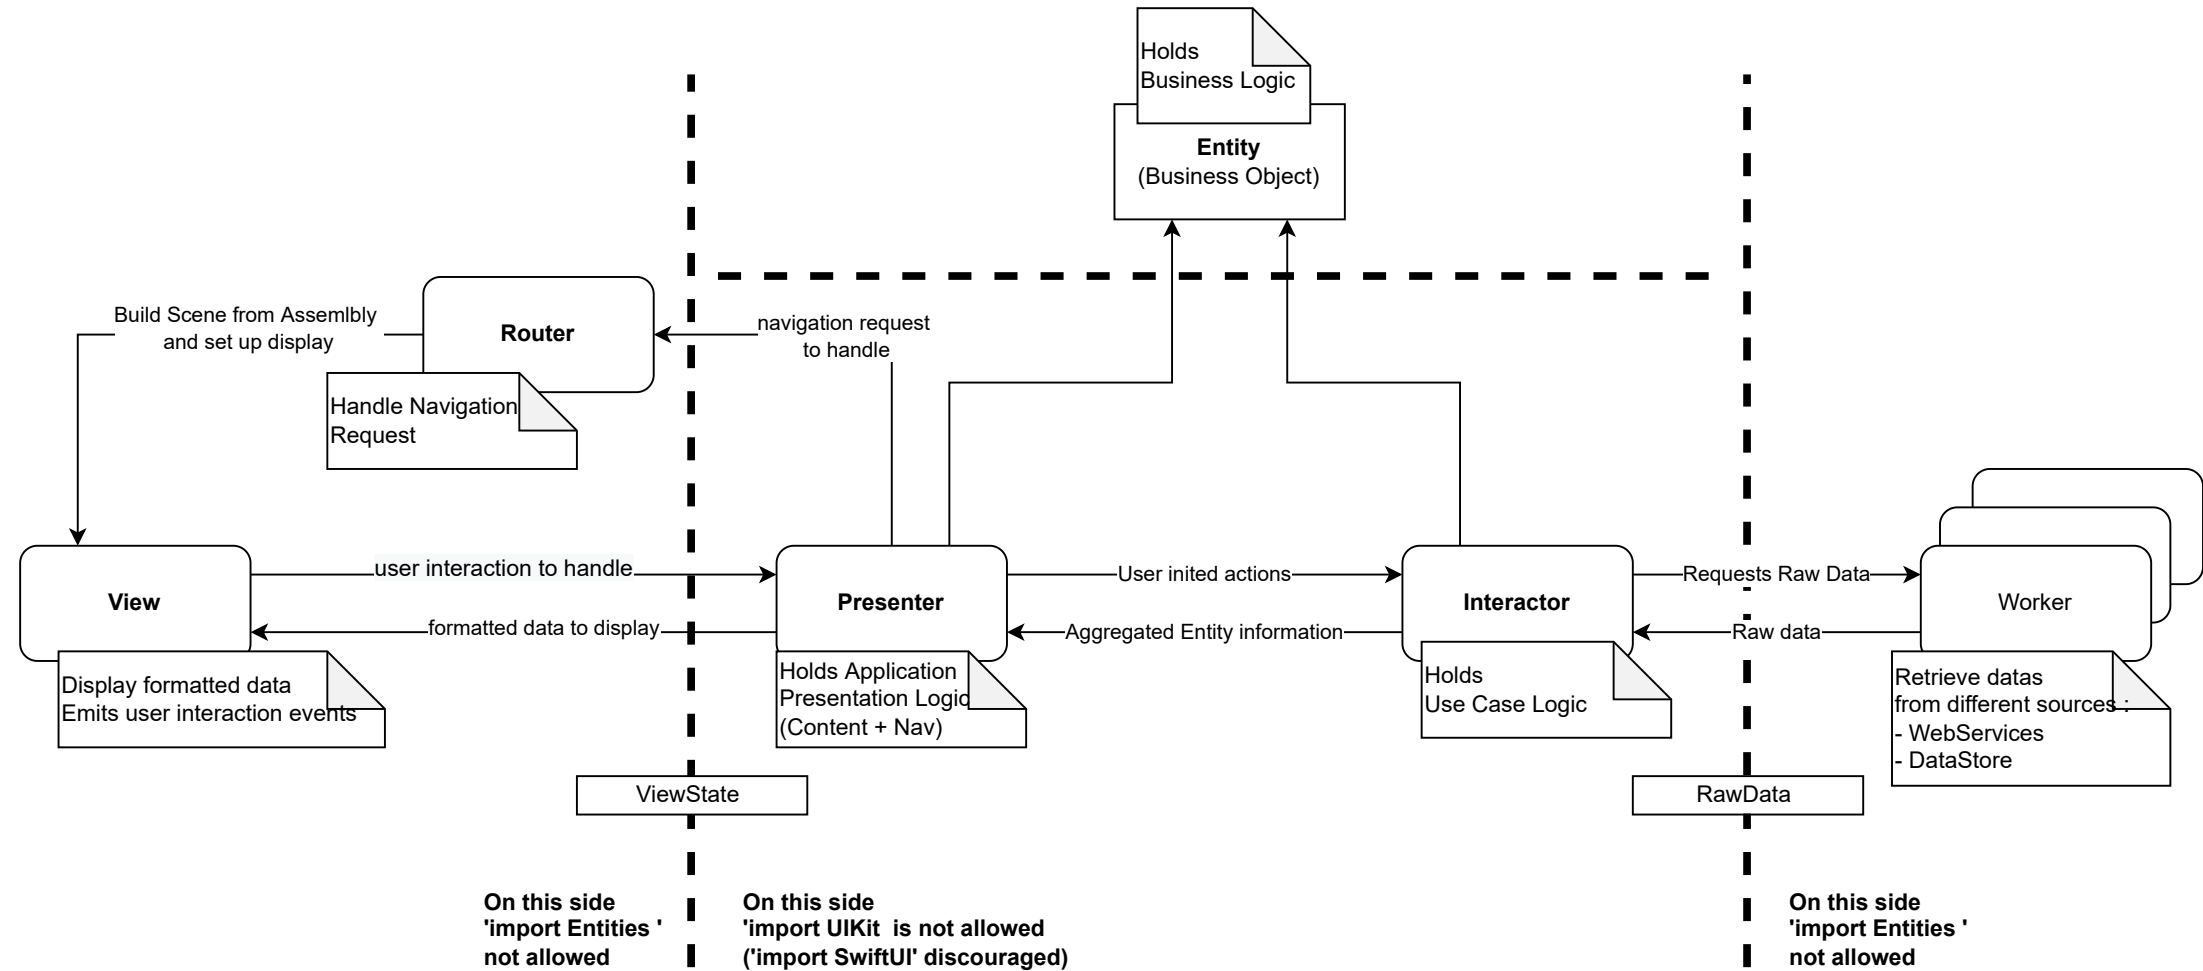 Holds
Business Logic
Entity
(Business Object)
Build Scene from Assemlbly
and set up display
Router
navigation request
to handle
Handle Navigation
Request
View
user interaction to handle
formatted data to display
Presenter
User inited actions
Aggregated Entity information
Interactor
Requests Raw Data
Raw data
Worker
Display formatted data
Emits user interaction events
Holds Application
Presentation Logic
(Content + Nav)
Holds
Use Case Logic
Retrieve datas
from different sources :
- WebServices
- DataStore
ViewState
RawData
On this side
'import Entities '
not allowed
On this side
'import UIKit  is not allowed
('import SwiftUI' discouraged)
On this side
'import Entities '
not allowed